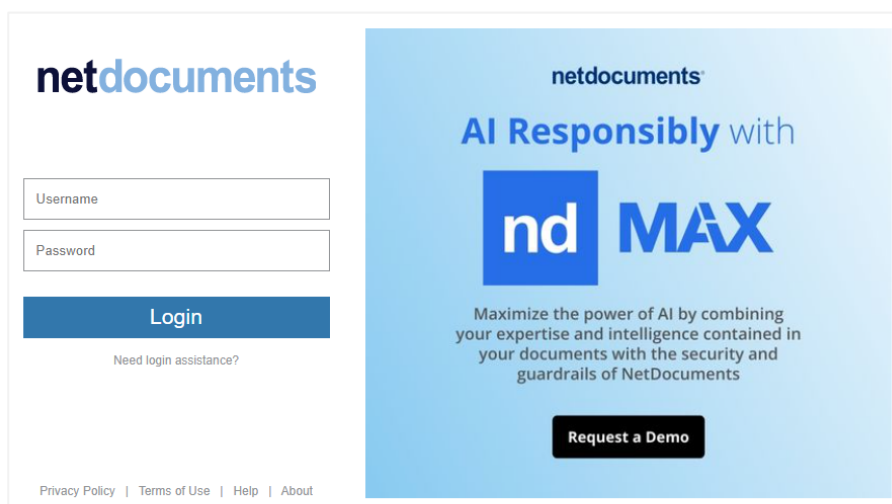 netdocuments
Username
Password
Login
Need login assistance?
Privacy Policy | Terms of Use | Help | About
netdocuments®
AI Responsibly with
nd MAX
Maximize the power of AI by combining
your expertise and intelligence contained in
your documents with the security and
guardrails of NetDocuments
Request a Demo